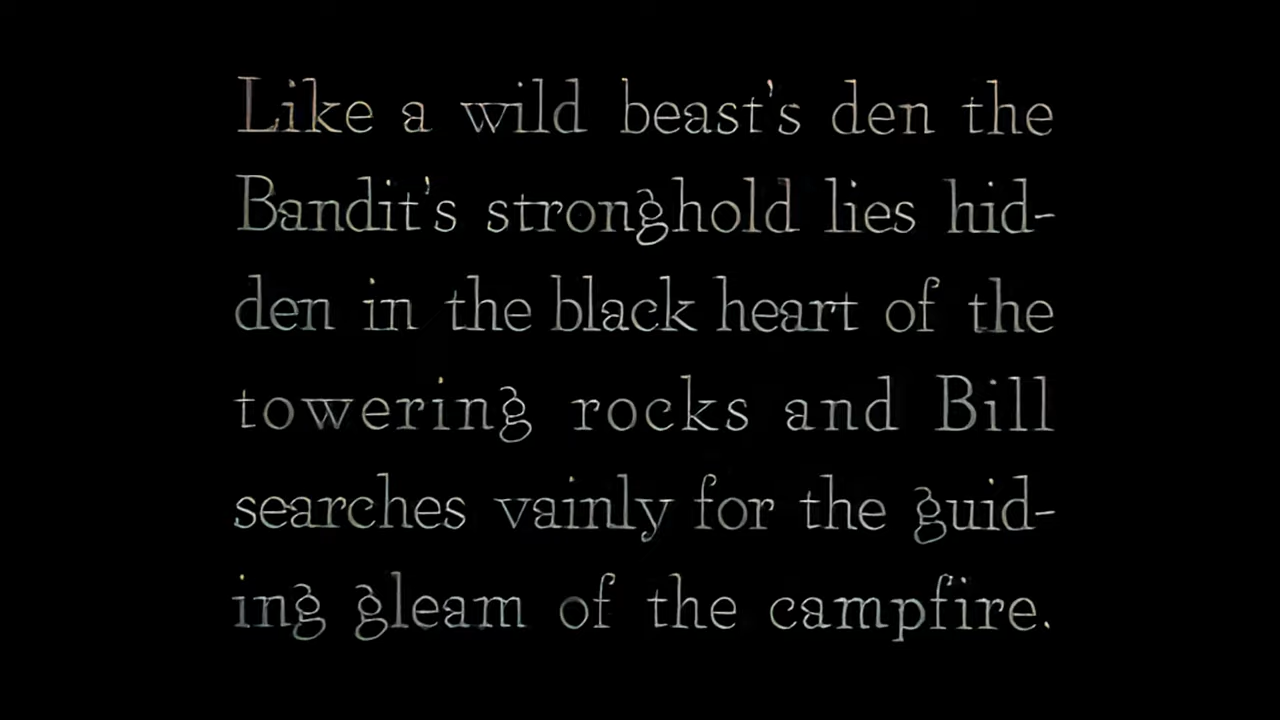 Like a wild beast's den the
Bandit's stronghold lies hid-
den in the black heart of the
towering rocks and Bill
searches vainly for the guid-
ing gleam of the campfire.